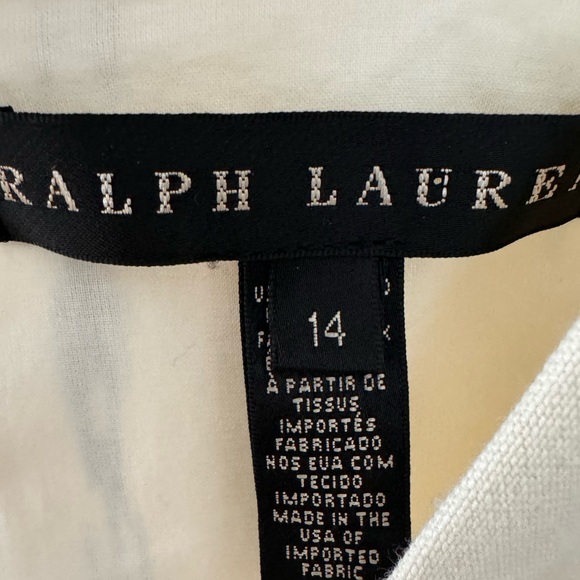 RALPH LAURE
14
À PARTIR DE
TISSUS
IMPORTÉS
FABRICADO
NOS EUA COM
TECIDO
IMPORTADO
MADE IN THE
USA OF
IMPORTED
FABRIC